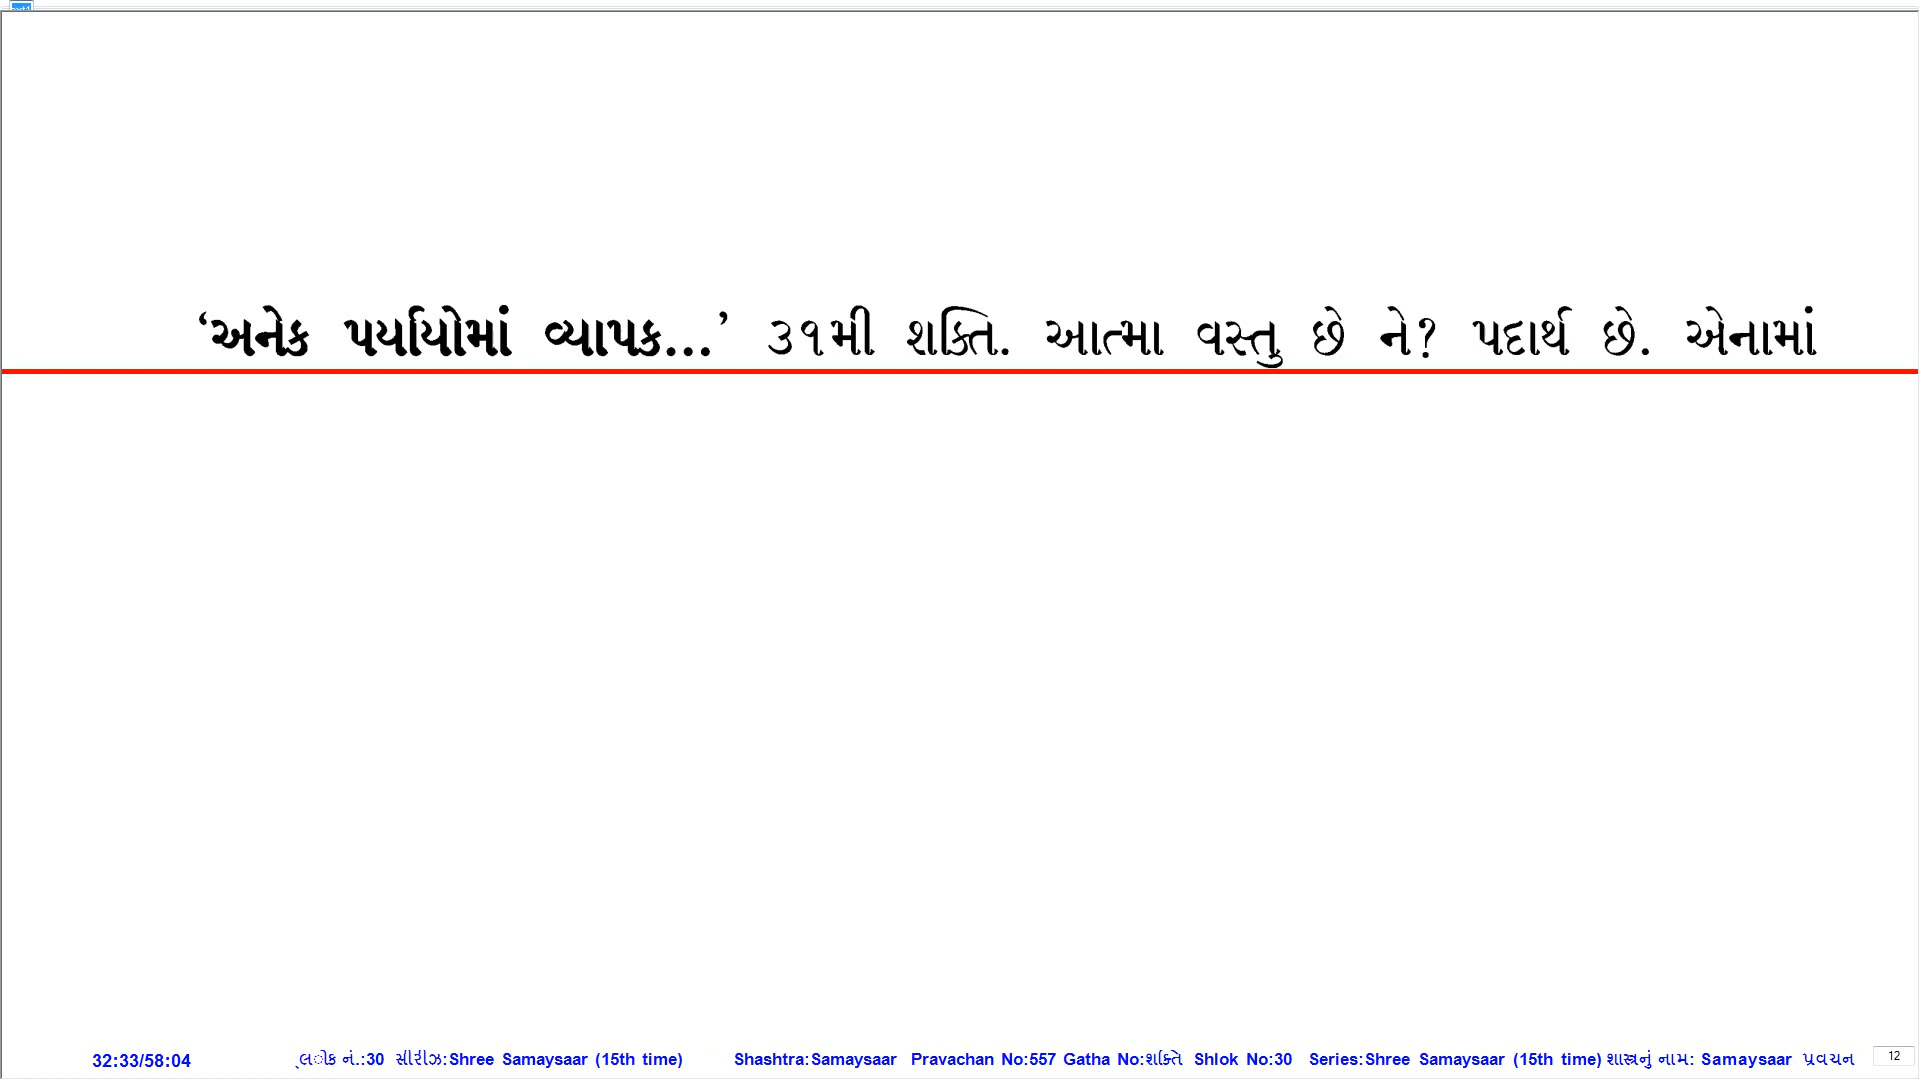 ‘અનેક પર્યાયોમાં વ્યાપક...’ ૩૧મી શક્તિ. આત્મા વસ્તુ છે ને? પદાર્થ છે. એનામાં
32:33/58:04 નં.:30 સીરીઝ:Shree Samaysaar (15th time) Shashtra:Samaysaar Pravachan No:557 Gatha No:શક્તિ Shlok No:30 Series:Shree Samaysaar (15th time) શાસ્ત્રનું નામ: Samaysaar પ્રવચન 12